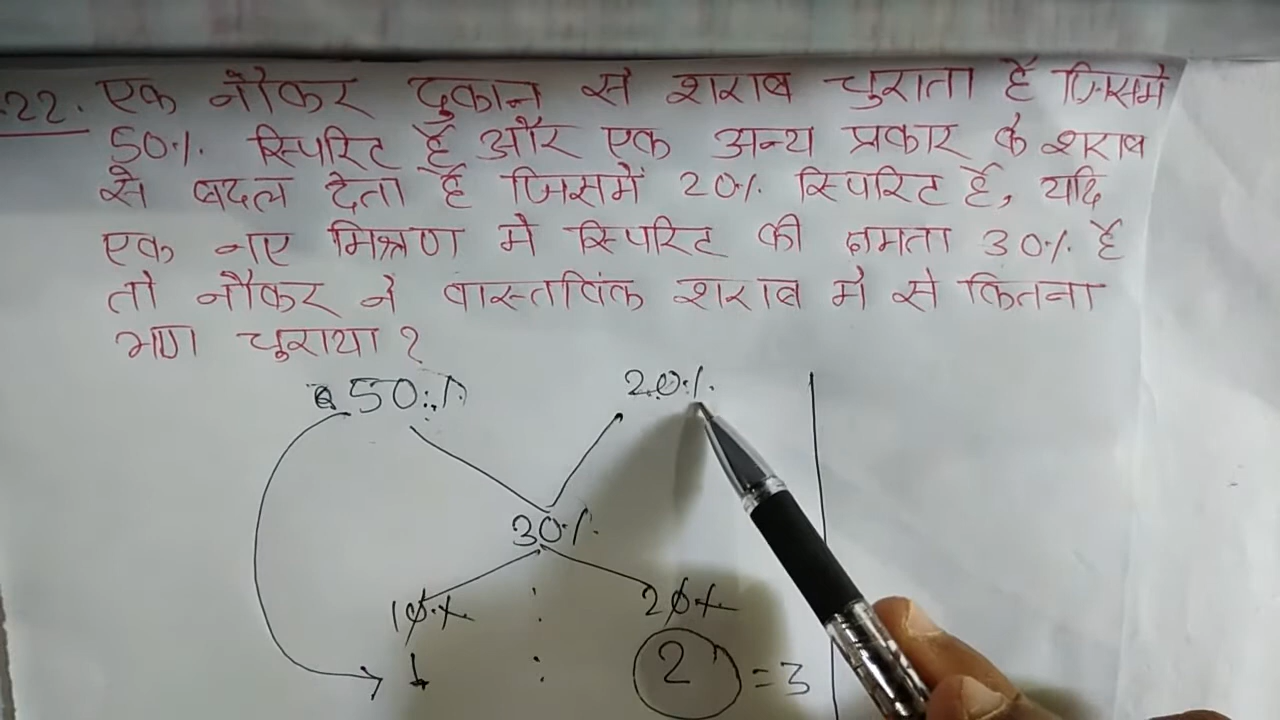 22. एक नौकर दुकान से शराब चुराता है जिसमे
50%. स्पिरिट है और एक अन्य प्रकार के शराब
से बदल देता है जिसमें 20% स्पिरिट है, यदि
एक नए मिश्रण मे स्पिरिट की क्षमता 30% है
तो नौकर ने वास्तविक शराब मे से कितना
भाग चुराया ?
50% 20%
30%
10% : 20%
1 : 2 = 3